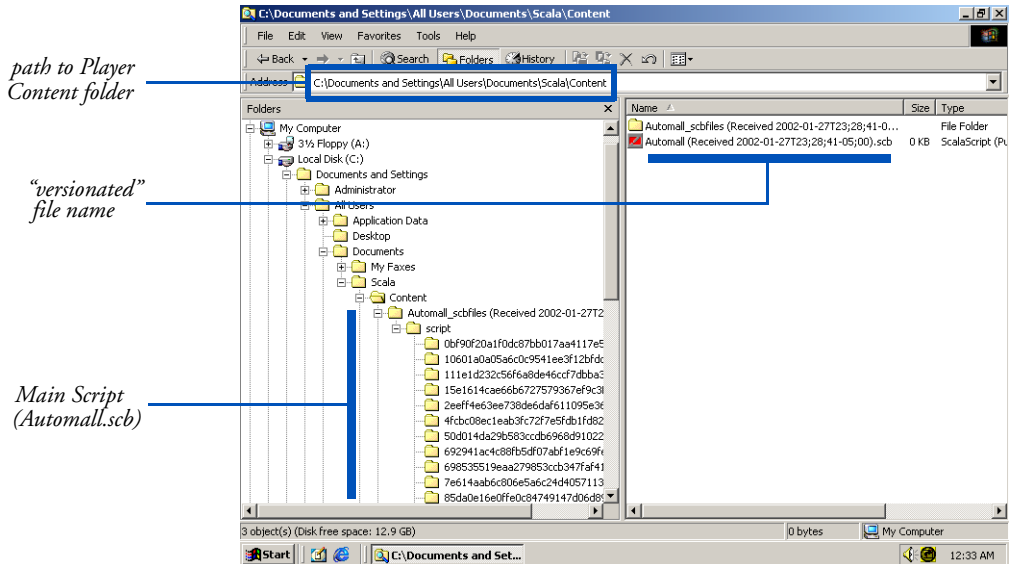 C:\Documents and Settings\All Users\Documents\Scala\Content
File Edit View Favorites Tools Help
Back Search Folders History
Address C:\Documents and Settings\All Users\Documents\Scala\Content
path to Player
Content folder
Folders
Name Size Type
My Computer
3½ Floppy (A:)
Local Disk (C:)
Documents and Settings
Administrator
All Users
Application Data
Desktop
Documents
My Faxes
Scala
Content
Automall_scbfiles (Received 2002-01-27T2
script
0bf90f20a1f0dc87bb017aa4117e5
10601a0a05a6c0c9541ee3f12bfdc
111e1d232c56f6a8de46ccf7dbba3
15e1614cae66b6727579367ef9c3
2eeff4e63ee738de6daf611095e36
4fcbc08ec1eab3fc72f7e5fdb1fd82
50d014da29b583ccdb6968d91022
692941ac4c88fb5df07abf1e9c69f
698535519eaa279853ccb347faf41
7e614aab6c806e5a6c24d4057113
85da0e16e0ffe0c84749147d06d8
Automall_scbfiles (Received 2002-01-27T23;28;41-0... File Folder
Automall (Received 2002-01-27T23;28;41-05;00).scb 0 KB ScalaScript (Pu
“versionated”
file name
Main Script
(Automall.scb)
3 object(s) (Disk free space: 12.9 GB) 0 bytes My Computer
Start C:\Documents and Set... 12:33 AM